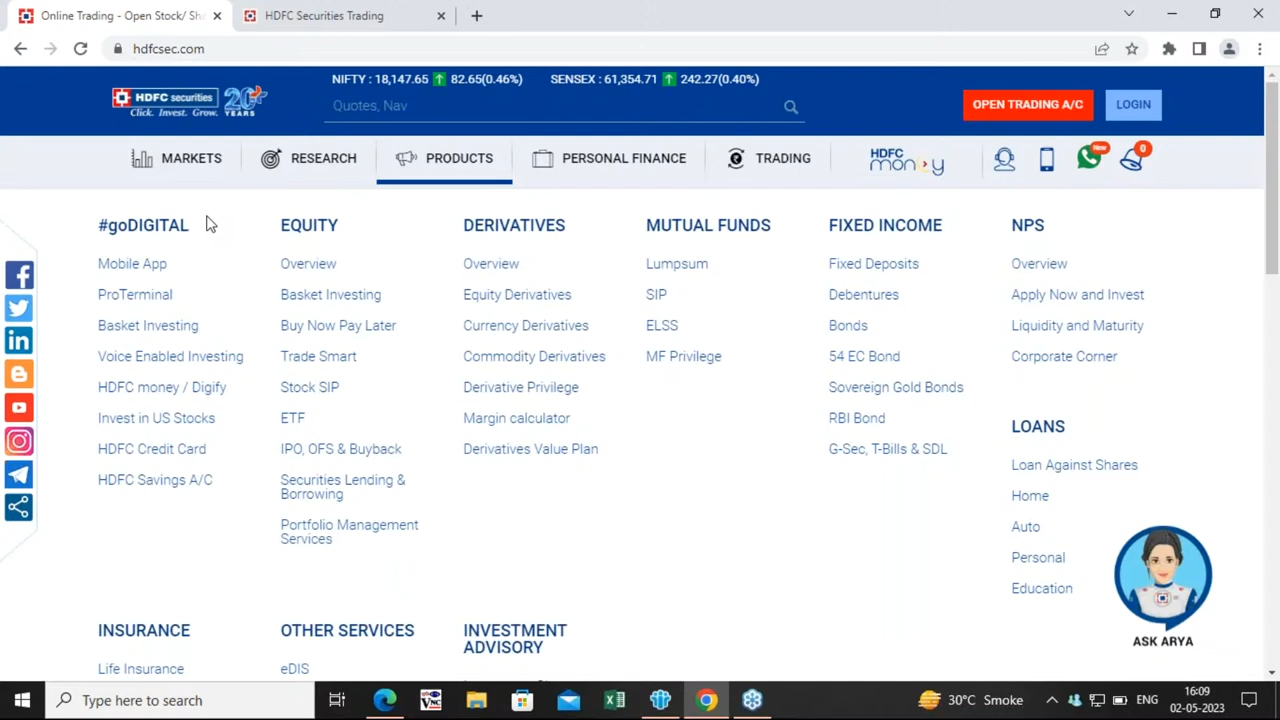 Online Trading - Open Stock/ Sha
HDFC Securities Trading
hdfcsec.com
NIFTY : 18,147.65 82.65(0.46%) SENSEX : 61,354.71 242.27(0.40%)
HDFC securities
Click. Invest. Grow.
20+
YEARS
Quotes, Nav
OPEN TRADING A/C
LOGIN
MARKETS
RESEARCH
PRODUCTS
PERSONAL FINANCE
TRADING
HDFC
money
New
0
#goDIGITAL
Mobile App
ProTerminal
Basket Investing
Voice Enabled Investing
HDFC money / Digify
Invest in US Stocks
HDFC Credit Card
HDFC Savings A/C
EQUITY
Overview
Basket Investing
Buy Now Pay Later
Trade Smart
Stock SIP
ETF
IPO, OFS & Buyback
Securities Lending &
Borrowing
Portfolio Management
Services
DERIVATIVES
Overview
Equity Derivatives
Currency Derivatives
Commodity Derivatives
Derivative Privilege
Margin calculator
Derivatives Value Plan
MUTUAL FUNDS
Lumpsum
SIP
ELSS
MF Privilege
FIXED INCOME
Fixed Deposits
Debentures
Bonds
54 EC Bond
Sovereign Gold Bonds
RBI Bond
G-Sec, T-Bills & SDL
NPS
Overview
Apply Now and Invest
Liquidity and Maturity
Corporate Corner
LOANS
Loan Against Shares
Home
Auto
Personal
Education
INSURANCE
Life Insurance
OTHER SERVICES
eDIS
INVESTMENT
ADVISORY
ASK ARYA
Type here to search
30°C Smoke
ENG
16:09
02-05-2023